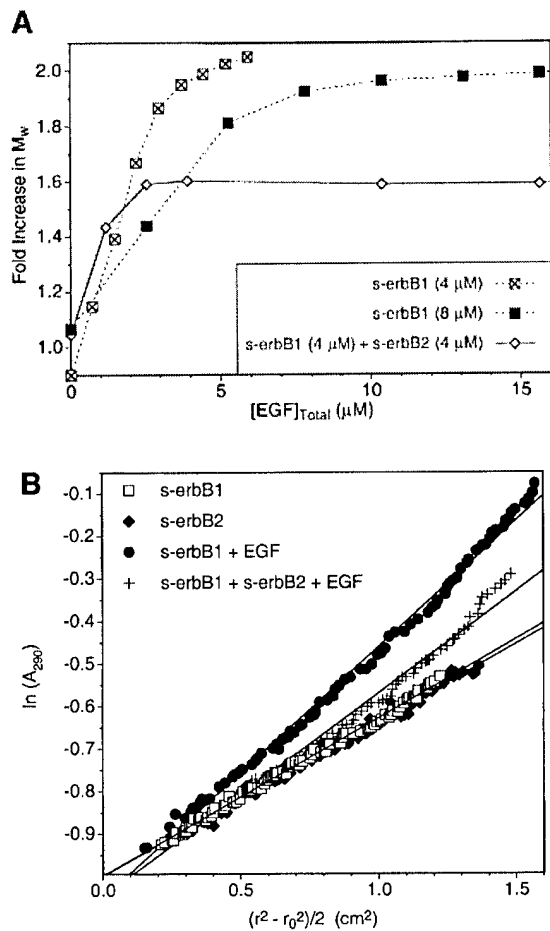 A
Fold Increase in Mw
2.0
1.8
1.6
1.4
1.2
1.0
s-erbB1 (4 μM)
s-erbB1 (8 μM)
s-erbB1 (4 μM) + s-erbB2 (4 μM)
0 5 10 15
[EGF]Total (μM)
B
s-erbB1
s-erbB2
s-erbB1 + EGF
s-erbB1 + s-erbB2 + EGF
ln (A290)
-0.1
-0.2
-0.3
-0.4
-0.5
-0.6
-0.7
-0.8
-0.9
0.0 0.5 1.0 1.5
(r² - r₀²)/2 (cm²)